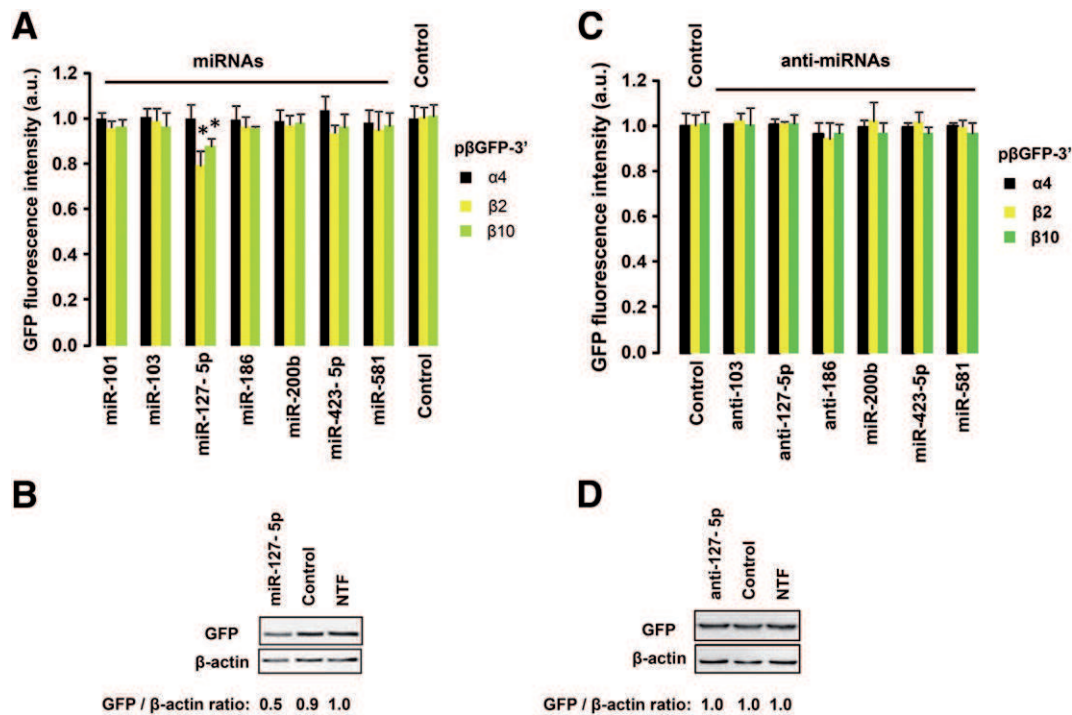 A
miRNAs
Control
GFP fluorescence intensity (a.u.)
1.2
1.0
0.8
0.6
0.4
0.2
0.0
**
pβGFP-3'
α4
β2
β10
miR-101
miR-103
miR-127- 5p
miR-186
miR-200b
miR-423- 5p
miR-581
Control
C
Control
anti-miRNAs
GFP fluorescence intensity (a.u.)
1.2
1.0
0.8
0.6
0.4
0.2
0.0
pβGFP-3'
α4
β2
β10
Control
anti-103
anti-127-5p
anti-186
miR-200b
miR-423-5p
miR-581
B
miR-127- 5p
Control
NTF
GFP
β-actin
GFP / β-actin ratio: 0.5 0.9 1.0
D
anti-127- 5p
Control
NTF
GFP
β-actin
GFP / β-actin ratio: 1.0 1.0 1.0